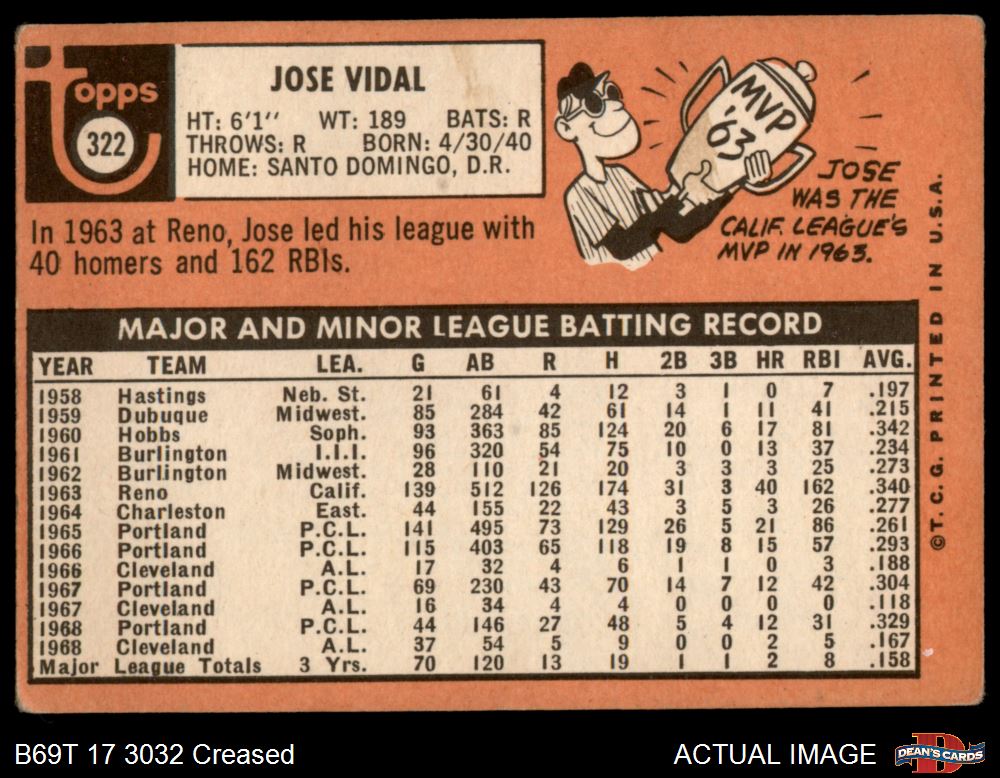 Topps
322
JOSE VIDAL
HT: 6'1'' WT: 189 BATS: R
THROWS: R BORN: 4/30/40
HOME: SANTO DOMINGO, D.R.
In 1963 at Reno, Jose led his league with
40 homers and 162 RBIs.
MVP
'63
JOSE
WAS THE
CALIF. LEAGUE'S
MVP IN 1963.
MAJOR AND MINOR LEAGUE BATTING RECORD
YEAR TEAM LEA. G AB R H 2B 3B HR RBI AVG.
1958 Hastings Neb. St. 21 61 4 12 3 1 0 7 .197
1959 Dubuque Midwest. 85 284 42 61 14 1 11 41 .215
1960 Hobbs Soph. 93 363 85 124 20 6 17 81 .342
1961 Burlington I.I.I. 96 320 54 75 10 0 13 37 .234
1962 Burlington Midwest. 28 110 21 20 3 3 3 25 .273
1963 Reno Calif. 139 512 126 174 31 3 40 162 .340
1964 Charleston East. 44 155 22 43 3 5 3 26 .277
1965 Portland P.C.L. 141 495 73 129 26 5 21 86 .261
1966 Portland P.C.L. 115 403 65 118 19 8 15 57 .293
1966 Cleveland A.L. 17 32 4 6 1 1 0 3 .188
1967 Portland P.C.L. 69 230 43 70 14 7 12 42 .304
1967 Cleveland A.L. 16 34 4 4 0 0 0 0 .118
1968 Portland P.C.L. 44 146 27 48 5 4 12 31 .329
1968 Cleveland A.L. 37 54 5 9 0 0 2 5 .167
Major League Totals 3 Yrs. 70 120 13 19 1 1 2 8 .158
©T.C.G. PRINTED IN U.S.A.
B69T 17 3032 Creased
ACTUAL IMAGE
DEAN'S CARDS